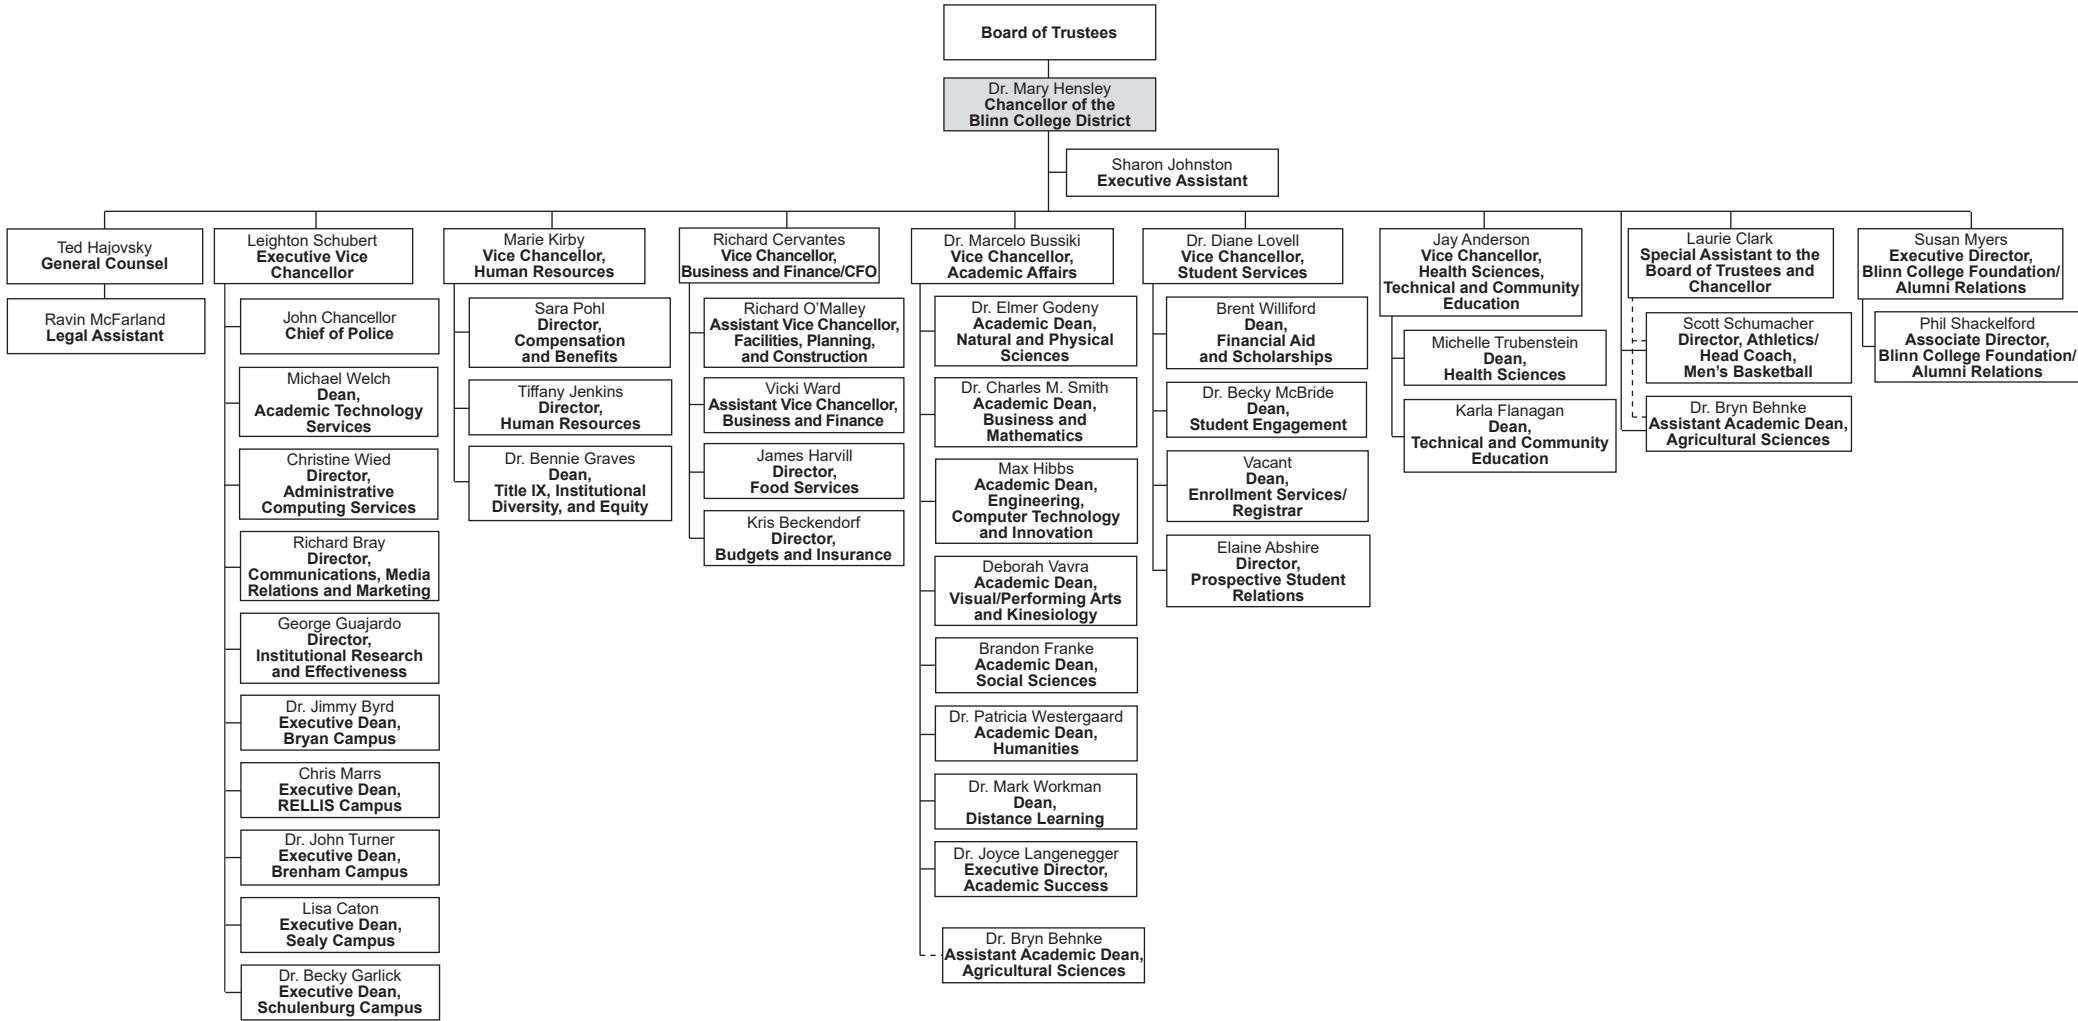 Board of Trustees
Dr. Mary Hensley
Chancellor of the
Blinn College District
Sharon Johnston
Executive Assistant
Ted Hajovsky
General Counsel
Ravin McFarland
Legal Assistant
Leighton Schubert
Executive Vice
Chancellor
John Chancellor
Chief of Police
Michael Welch
Dean,
Academic Technology
Services
Christine Wied
Director,
Administrative
Computing Services
Richard Bray
Director,
Communications, Media
Relations and Marketing
George Guajardo
Director,
Institutional Research
and Effectiveness
Dr. Jimmy Byrd
Executive Dean,
Bryan Campus
Chris Marrs
Executive Dean,
RELLIS Campus
Dr. John Turner
Executive Dean,
Brenham Campus
Lisa Caton
Executive Dean,
Sealy Campus
Dr. Becky Garlick
Executive Dean,
Schulenburg Campus
Marie Kirby
Vice Chancellor,
Human Resources
Sara Pohl
Director,
Compensation
and Benefits
Tiffany Jenkins
Director,
Human Resources
Dr. Bennie Graves
Dean,
Title IX, Institutional
Diversity, and Equity
Richard Cervantes
Vice Chancellor,
Business and Finance/CFO
Richard O’Malley
Assistant Vice Chancellor,
Facilities, Planning,
and Construction
Vicki Ward
Assistant Vice Chancellor,
Business and Finance
James Harvill
Director,
Food Services
Kris Beckendorf
Director,
Budgets and Insurance
Dr. Marcelo Bussiki
Vice Chancellor,
Academic Affairs
Dr. Elmer Godeny
Academic Dean,
Natural and Physical
Sciences
Dr. Charles M. Smith
Academic Dean,
Business and
Mathematics
Max Hibbs
Academic Dean,
Engineering,
Computer Technology
and Innovation
Deborah Vavra
Academic Dean,
Visual/Performing Arts
and Kinesiology
Brandon Franke
Academic Dean,
Social Sciences
Dr. Patricia Westergaard
Academic Dean,
Humanities
Dr. Mark Workman
Dean,
Distance Learning
Dr. Joyce Langenegger
Executive Director,
Academic Success
Dr. Bryn Behnke
Assistant Academic Dean,
Agricultural Sciences
Dr. Diane Lovell
Vice Chancellor,
Student Services
Brent Williford
Dean,
Financial Aid
and Scholarships
Dr. Becky McBride
Dean,
Student Engagement
Vacant
Dean,
Enrollment Services/
Registrar
Elaine Abshire
Director,
Prospective Student
Relations
Jay Anderson
Vice Chancellor,
Health Sciences,
Technical and Community
Education
Michelle Trubenstein
Dean,
Health Sciences
Karla Flanagan
Dean,
Technical and Community
Education
Laurie Clark
Special Assistant to the
Board of Trustees and
Chancellor
Scott Schumacher
Director, Athletics/
Head Coach,
Men’s Basketball
Dr. Bryn Behnke
Assistant Academic Dean,
Agricultural Sciences
Susan Myers
Executive Director,
Blinn College Foundation/
Alumni Relations
Phil Shackelford
Associate Director,
Blinn College Foundation/
Alumni Relations